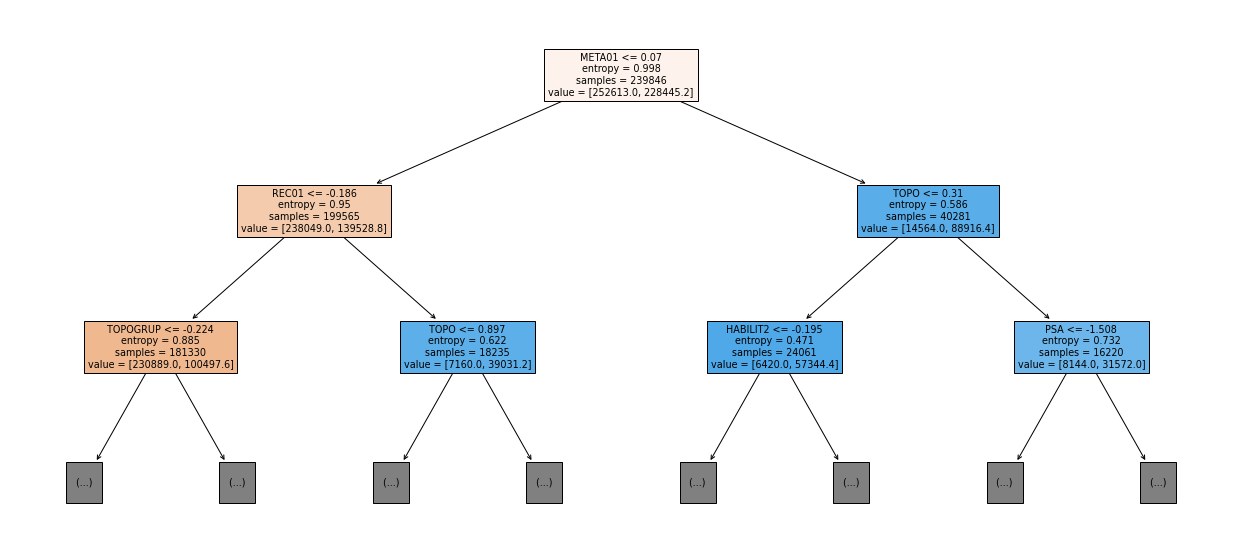 META01 <= 0.07
entropy = 0.998
samples = 239846
value = [252613.0, 228445.2]
REC01 <= -0.186
entropy = 0.95
samples = 199565
value = [238049.0, 139528.8]
TOPO <= 0.31
entropy = 0.586
samples = 40281
value = [14564.0, 88916.4]
TOPOGRUP <= -0.224
entropy = 0.885
samples = 181330
value = [230889.0, 100497.6]
TOPO <= 0.897
entropy = 0.622
samples = 18235
value = [7160.0, 39031.2]
HABILIT2 <= -0.195
entropy = 0.471
samples = 24061
value = [6420.0, 57344.4]
PSA <= -1.508
entropy = 0.732
samples = 16220
value = [8144.0, 31572.0]
(...)
(...)
(...)
(...)
(...)
(...)
(...)
(...)